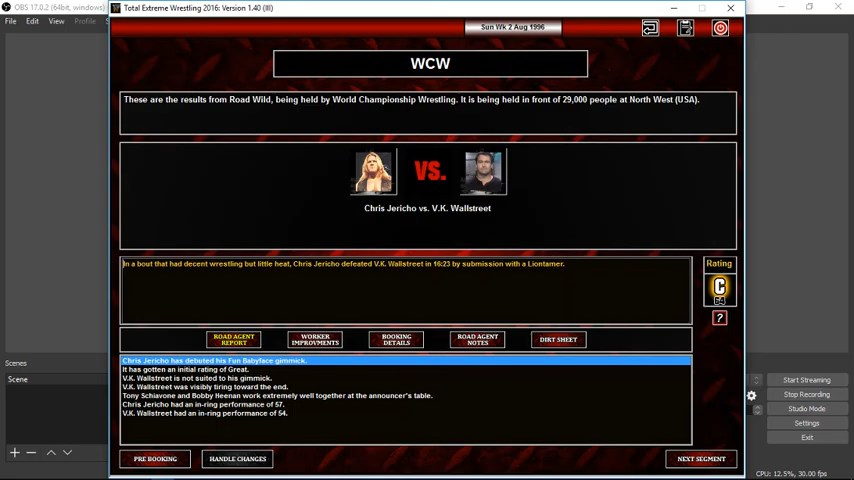 OBS 17.0.2 (64bit, windows)
Total Extreme Wrestling 2016: Version 1.40 (III)
File Edit View Profile
Sun Wk 2 Aug 1996
WCW
These are the results from Road Wild, being held by World Championship Wrestling. It is being held in front of 29,000 people at North West (USA).
VS.
Chris Jericho vs. V.K. Wallstreet
In a bout that had decent wrestling but little heat, Chris Jericho defeated V.K. Wallstreet in 16:23 by submission with a Liontamer.
Rating
C
?
ROAD AGENT REPORT
WORKER IMPROVMENTS
BOOKING DETAILS
ROAD AGENT NOTES
DIRT SHEET
Chris Jericho has debuted his Fun Babyface gimmick.
It has gotten an initial rating of Great.
V.K. Wallstreet is not suited to his gimmick.
V.K. Wallstreet was visibly tiring toward the end.
Tony Schiavone and Bobby Heenan work extremely well together at the announcer's table.
Chris Jericho had an in-ring performance of 57.
V.K. Wallstreet had an in-ring performance of 54.
PRE BOOKING
HANDLE CHANGES
NEXT SEGMENT
Scenes
Scene
Start Streaming
Stop Recording
Studio Mode
Settings
Exit
CPU: 12.5%, 30.00 fps